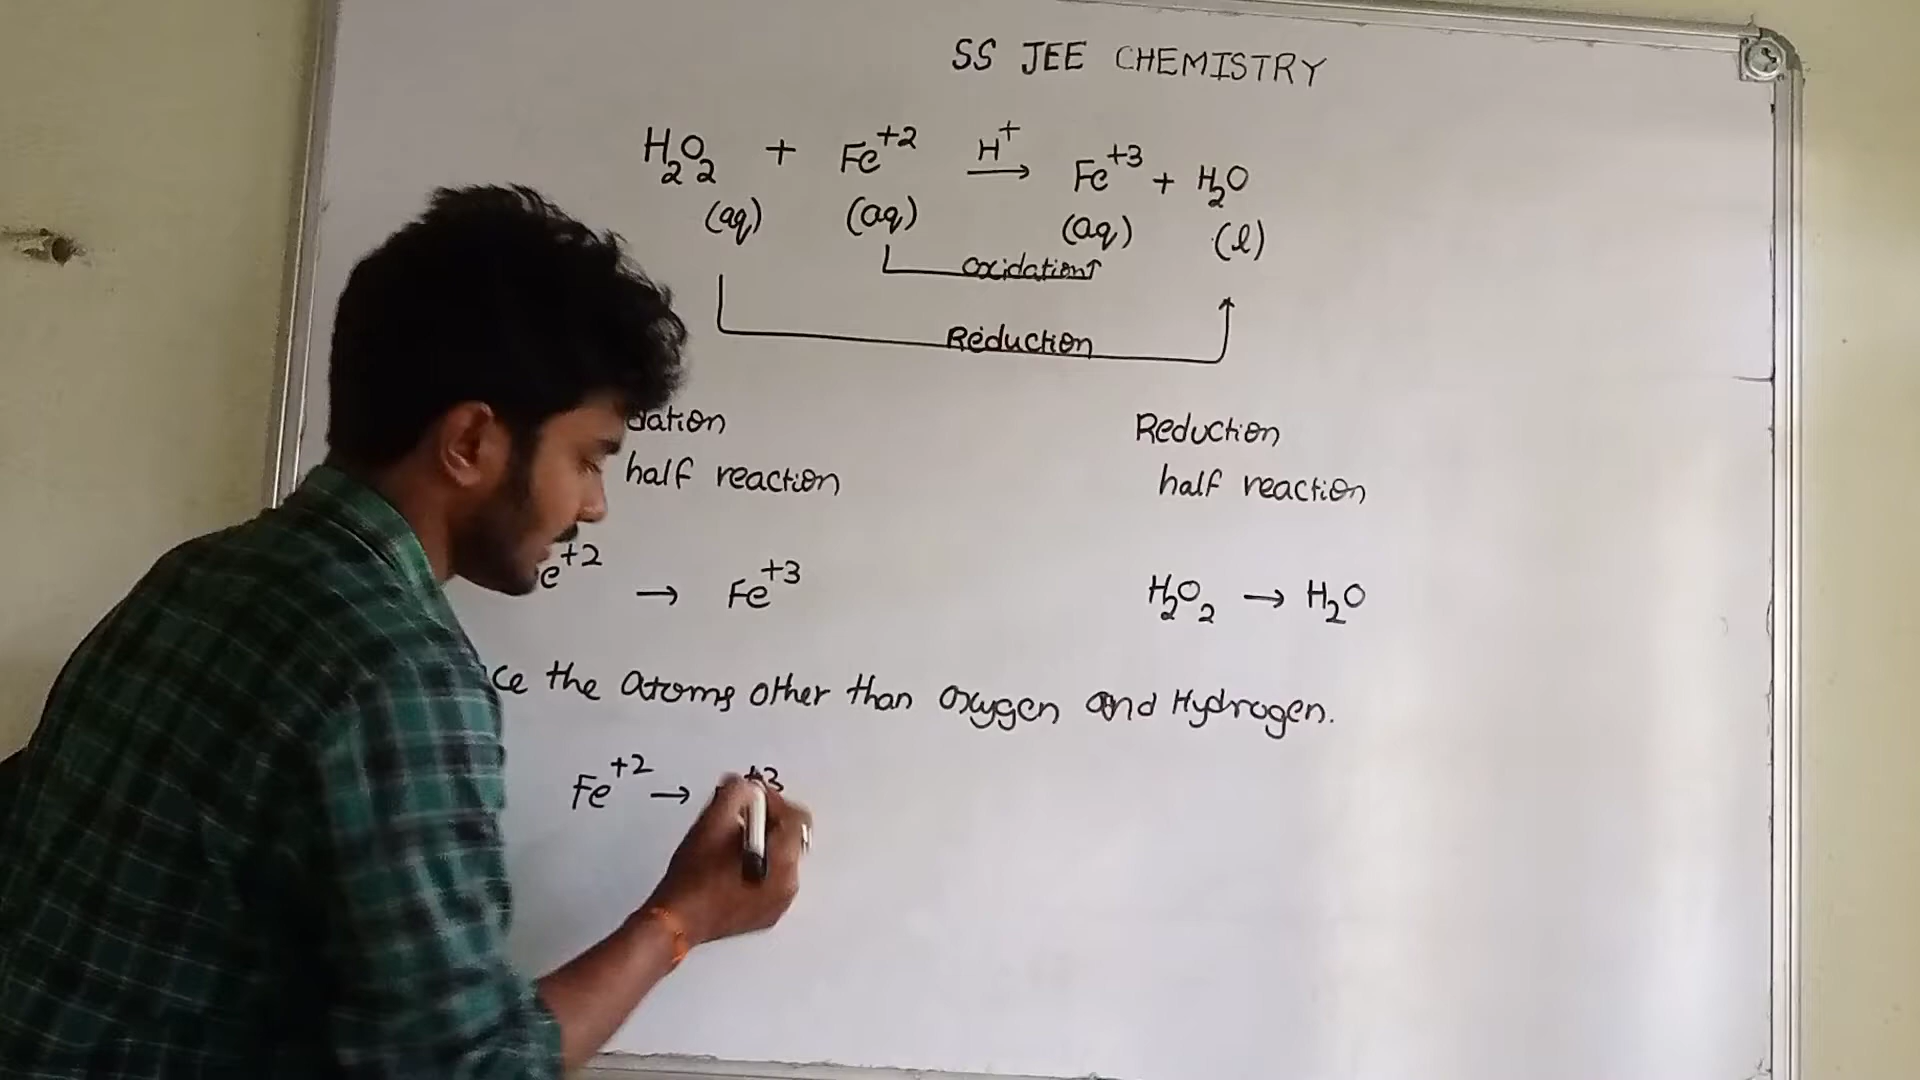 SS JEE CHEMISTRY
H₂O₂ + Fe⁺² H⁺→ Fe⁺³ + H₂O
(aq) (aq) (aq) (l)
oxidation
Reduction
dation Reduction
half reaction half reaction
e⁺² → Fe⁺³ H₂O₂ → H₂O
ce the atoms other than oxygen and Hydrogen.
Fe⁺² → +3